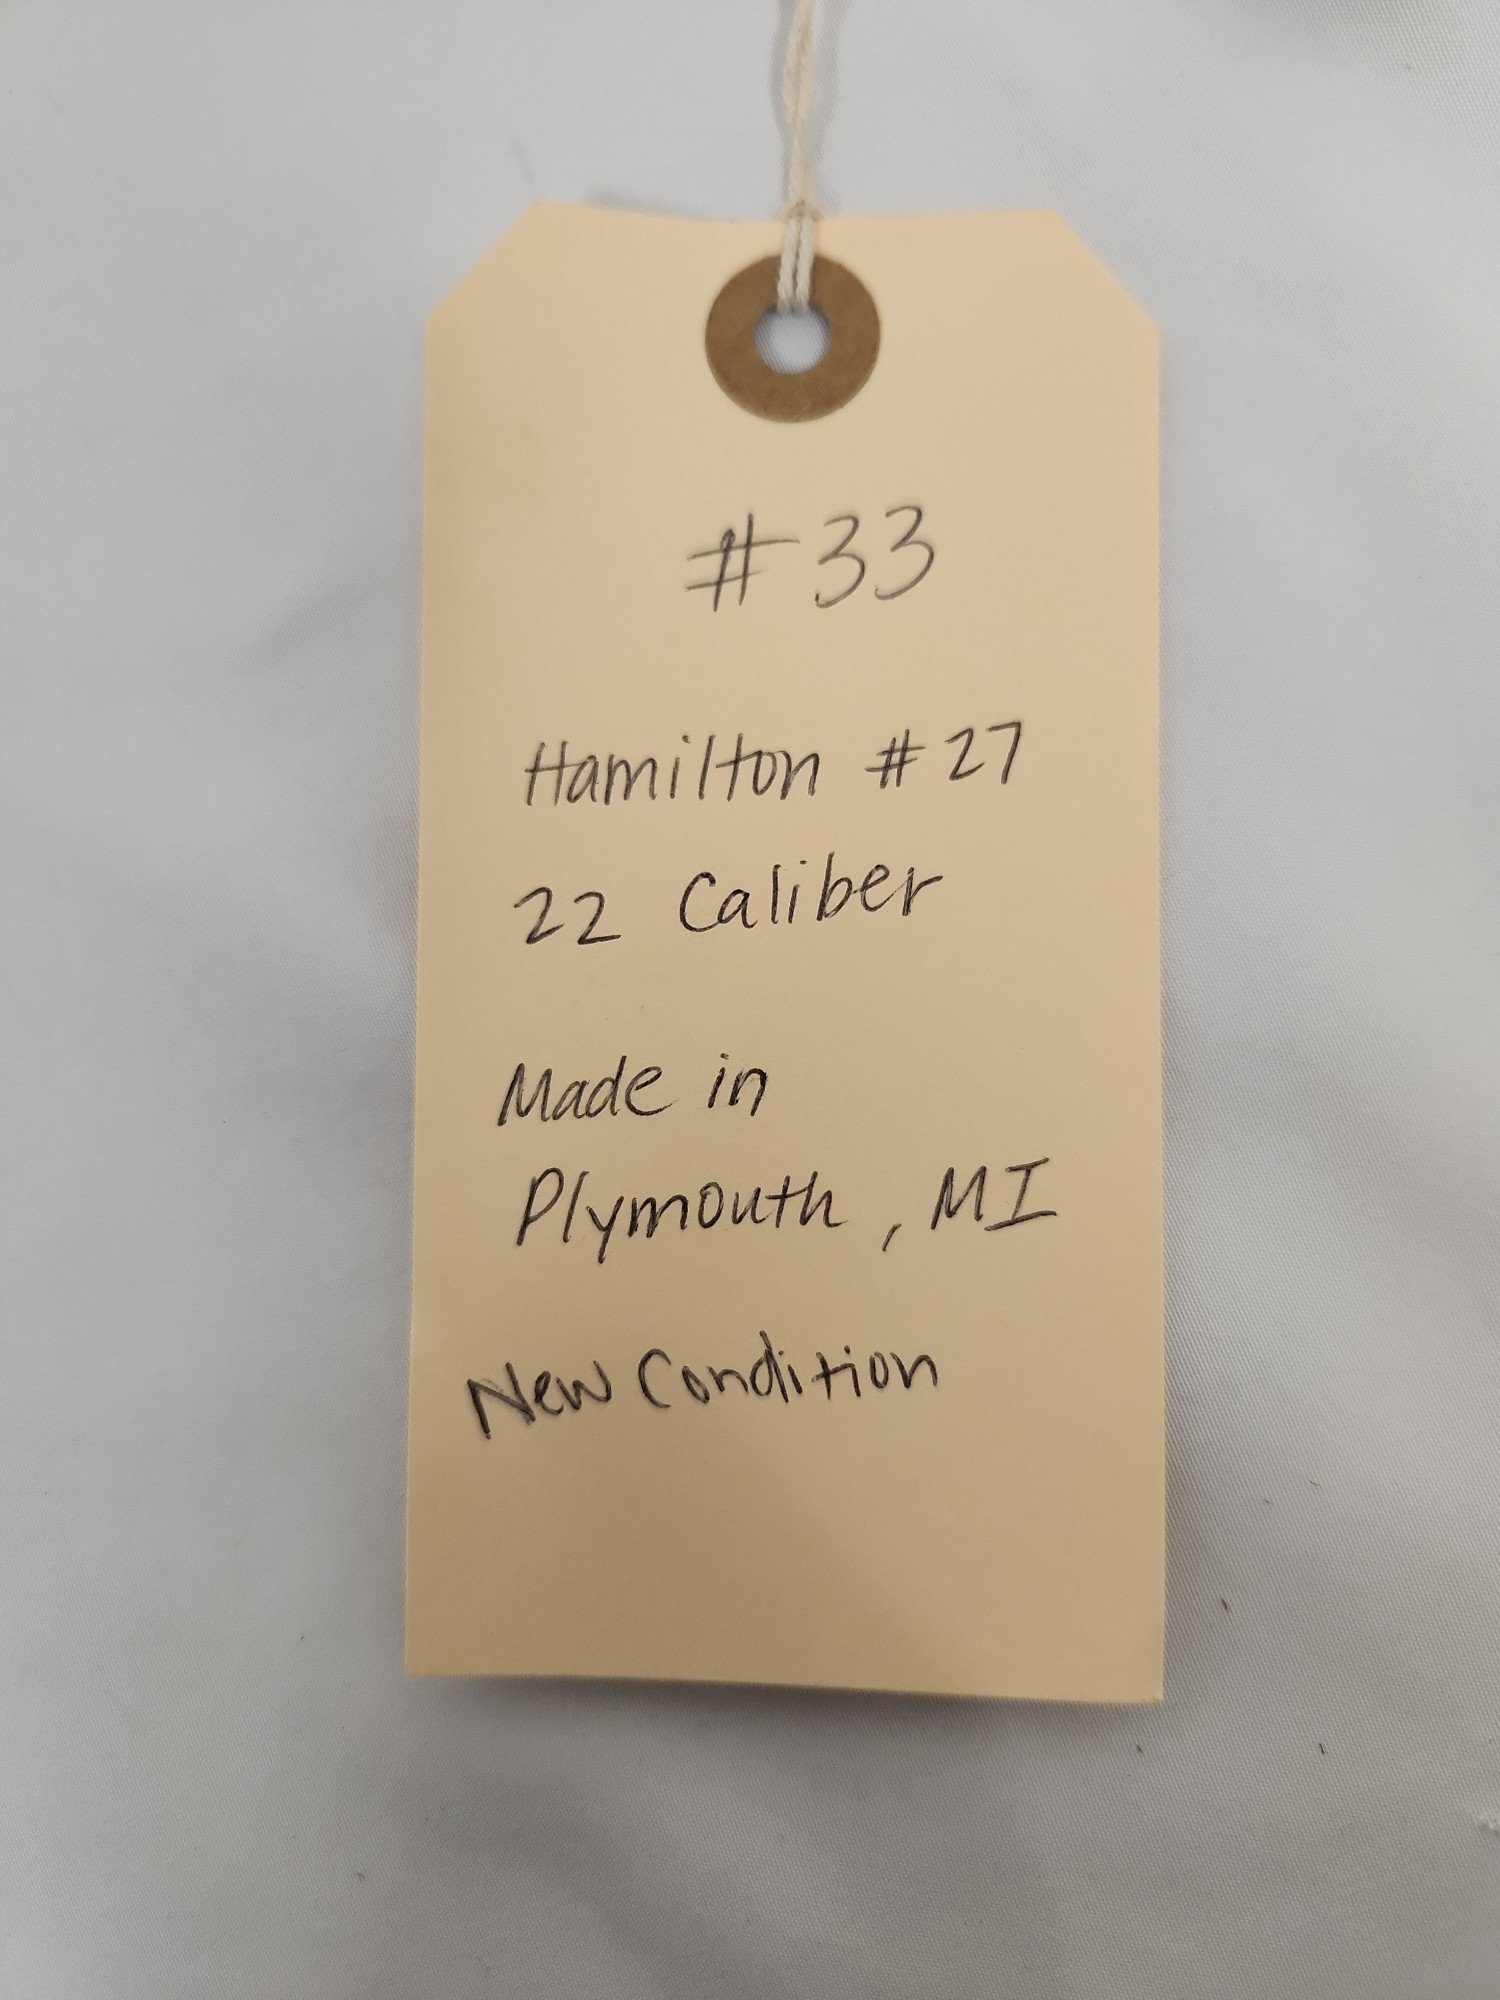 #33
Hamilton #27
22 Caliber
Made in
Plymouth, MI
New Condition